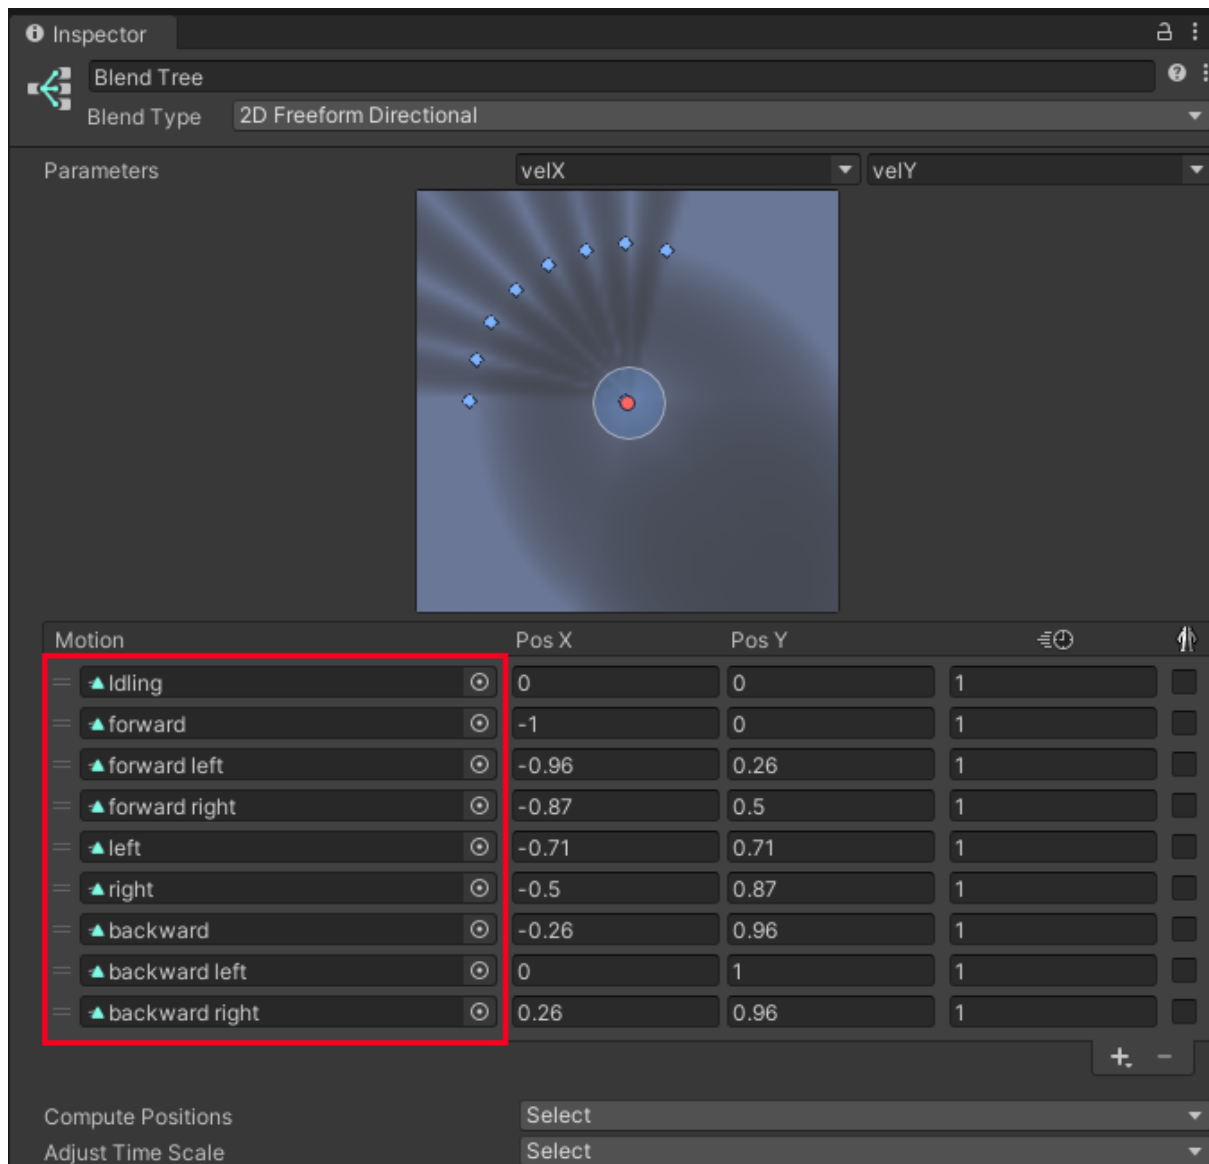 Inspector
Blend Tree
Blend Type 2D Freeform Directional
Parameters velX velY
Motion Pos X Pos Y
Idling 0 0 1
forward -1 0 1
forward left -0.96 0.26 1
forward right -0.87 0.5 1
left -0.71 0.71 1
right -0.5 0.87 1
backward -0.26 0.96 1
backward left 0 1 1
backward right 0.26 0.96 1
Compute Positions Select
Adjust Time Scale Select